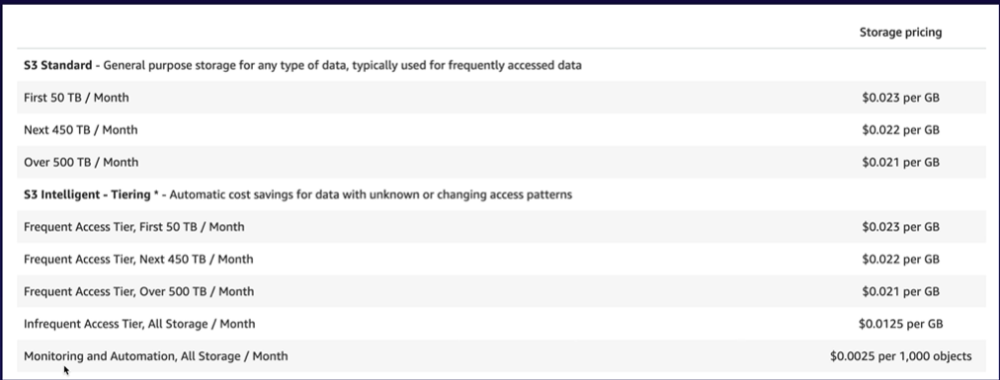 Storage pricing
S3 Standard - General purpose storage for any type of data, typically used for frequently accessed data
First 50 TB / Month $0.023 per GB
Next 450 TB / Month $0.022 per GB
Over 500 TB / Month $0.021 per GB
S3 Intelligent - Tiering * - Automatic cost savings for data with unknown or changing access patterns
Frequent Access Tier, First 50 TB / Month $0.023 per GB
Frequent Access Tier, Next 450 TB / Month $0.022 per GB
Frequent Access Tier, Over 500 TB / Month $0.021 per GB
Infrequent Access Tier, All Storage / Month $0.0125 per GB
Monitoring and Automation, All Storage / Month $0.0025 per 1,000 objects